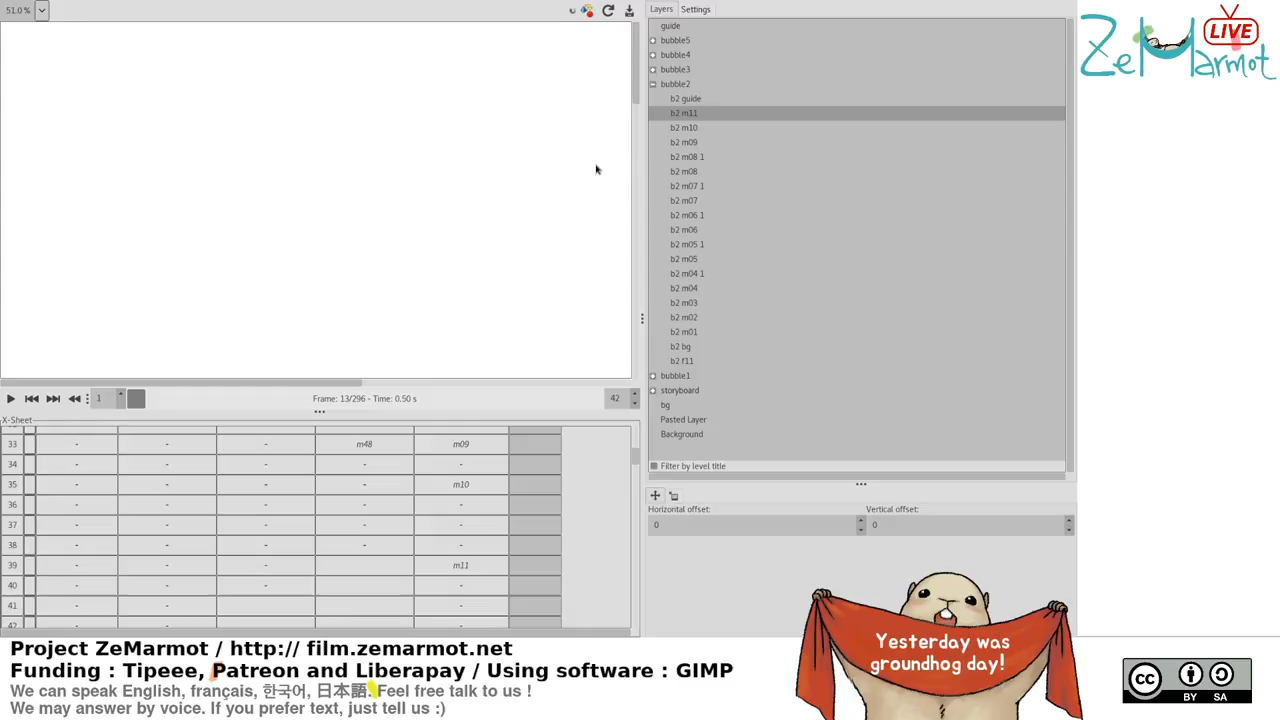 51.0 %
Layers Settings
guide
bubble5
bubble4
bubble3
bubble2
b2 guide
b2 m11
b2 m10
b2 m09
b2 m08 1
b2 m08
b2 m07 1
b2 m07
b2 m06 1
b2 m06
b2 m05 1
b2 m05
b2 m04 1
b2 m04
b2 m03
b2 m02
b2 m01
b2 bg
b2 f11
bubble1
storyboard
bg
Pasted Layer
Background
Filter by level title
Horizontal offset: Vertical offset:
0 0
1 Frame: 13/296 - Time: 0.50 s 42
X-Sheet
33 - - - m48 m09
34 - - - - -
35 - - - - m10
36 - - - - -
37 - - - - -
38 - - - - -
39 - - - m11
40 - - - -
41 - - - -
42
ZeMarmot
LIVE
Yesterday was
groundhog day!
Project ZeMarmot / http:// film.zemarmot.net
Funding : Tipeee, Patreon and Liberapay / Using software : GIMP
We can speak English, français, 한국어, 日本語. Feel free talk to us !
We may answer by voice. If you prefer text, just tell us :)
cc
BY SA